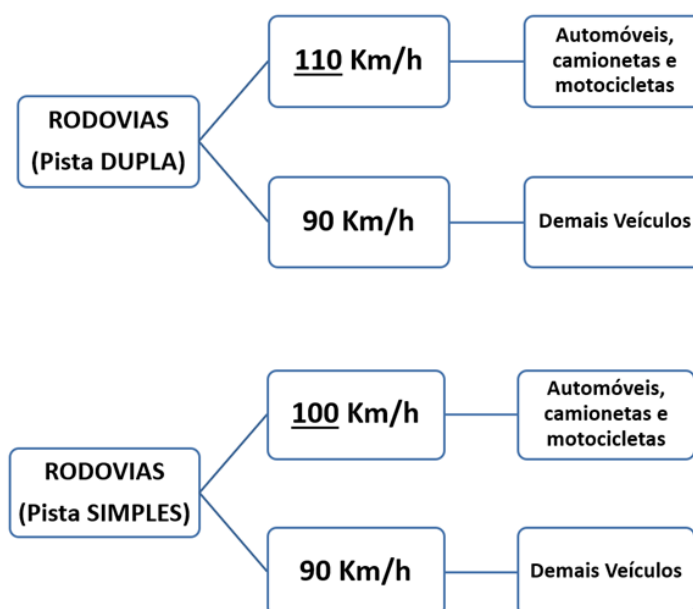 RODOVIAS
(Pista DUPLA)
110 Km/h
Automóveis,
camionetas e
motocicletas
90 Km/h
Demais Veículos
RODOVIAS
(Pista SIMPLES)
100 Km/h
Automóveis,
camionetas e
motocicletas
90 Km/h
Demais Veículos